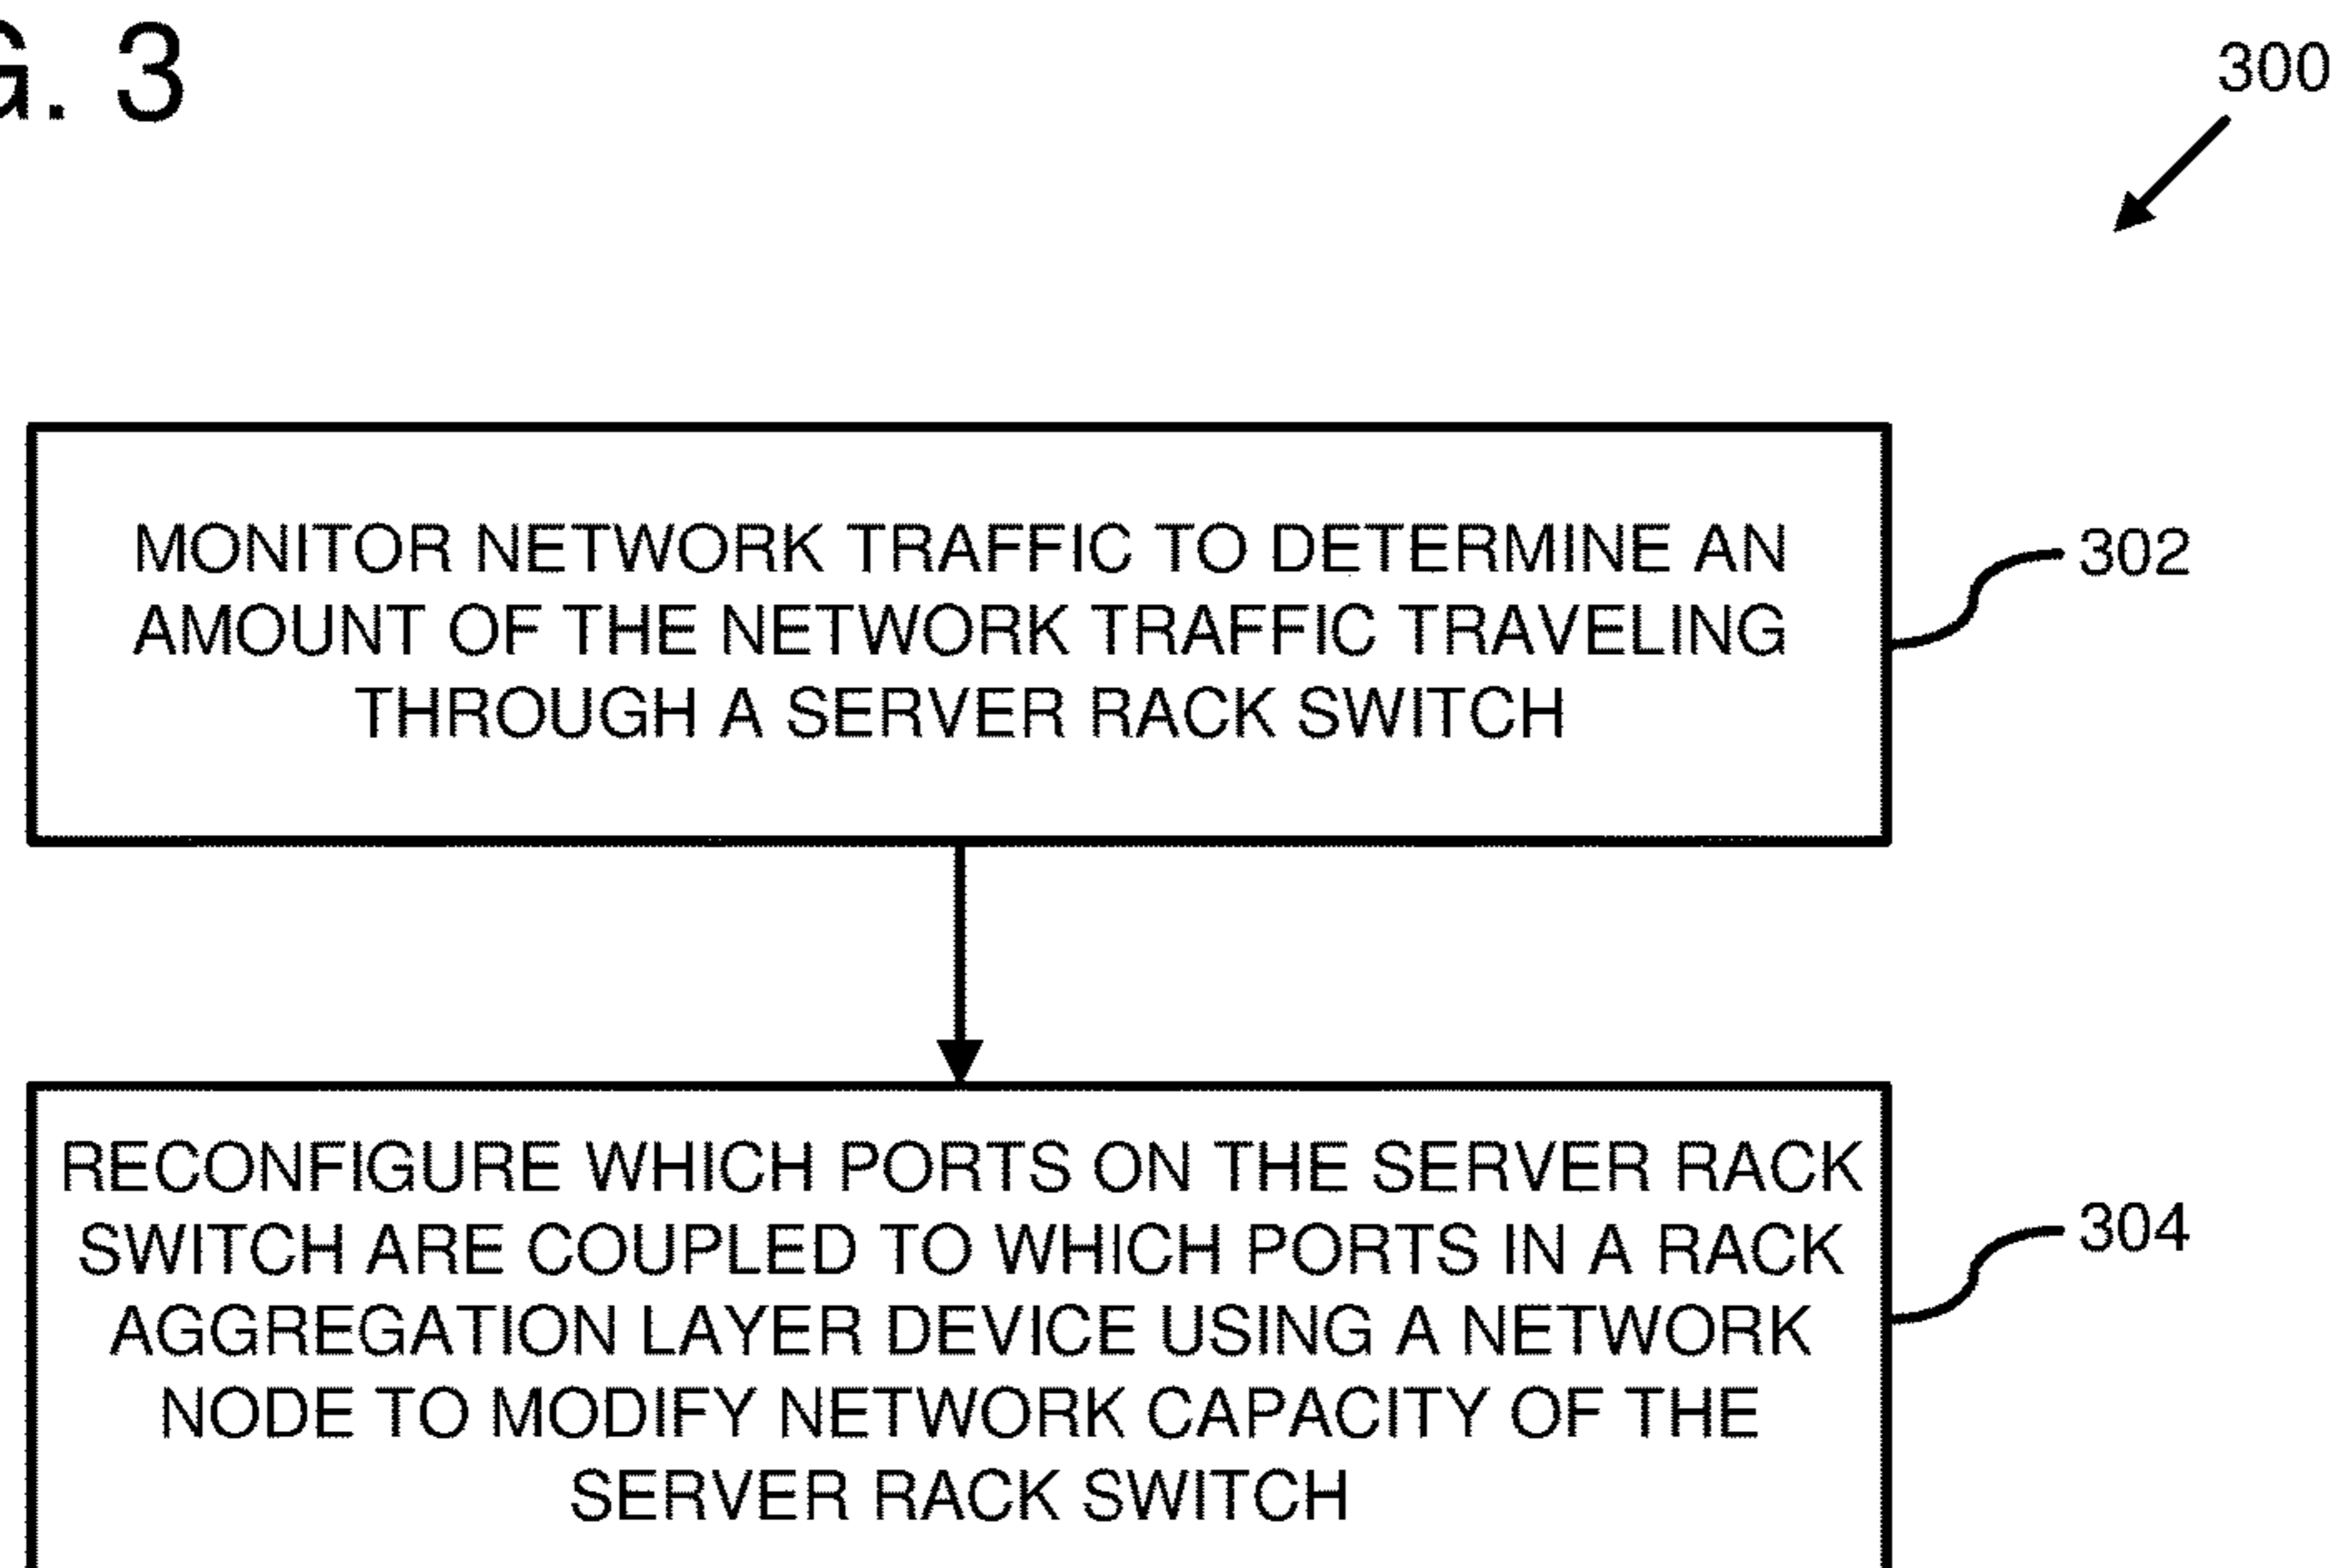 G. 3
300
MONITOR NETWORK TRAFFIC TO DETERMINE AN
AMOUNT OF THE NETWORK TRAFFIC TRAVELING
THROUGH A SERVER RACK SWITCH
302
RECONFIGURE WHICH PORTS ON THE SERVER RACK
SWITCH ARE COUPLED TO WHICH PORTS IN A RACK
AGGREGATION LAYER DEVICE USING A NETWORK
NODE TO MODIFY NETWORK CAPACITY OF THE
SERVER RACK SWITCH
304